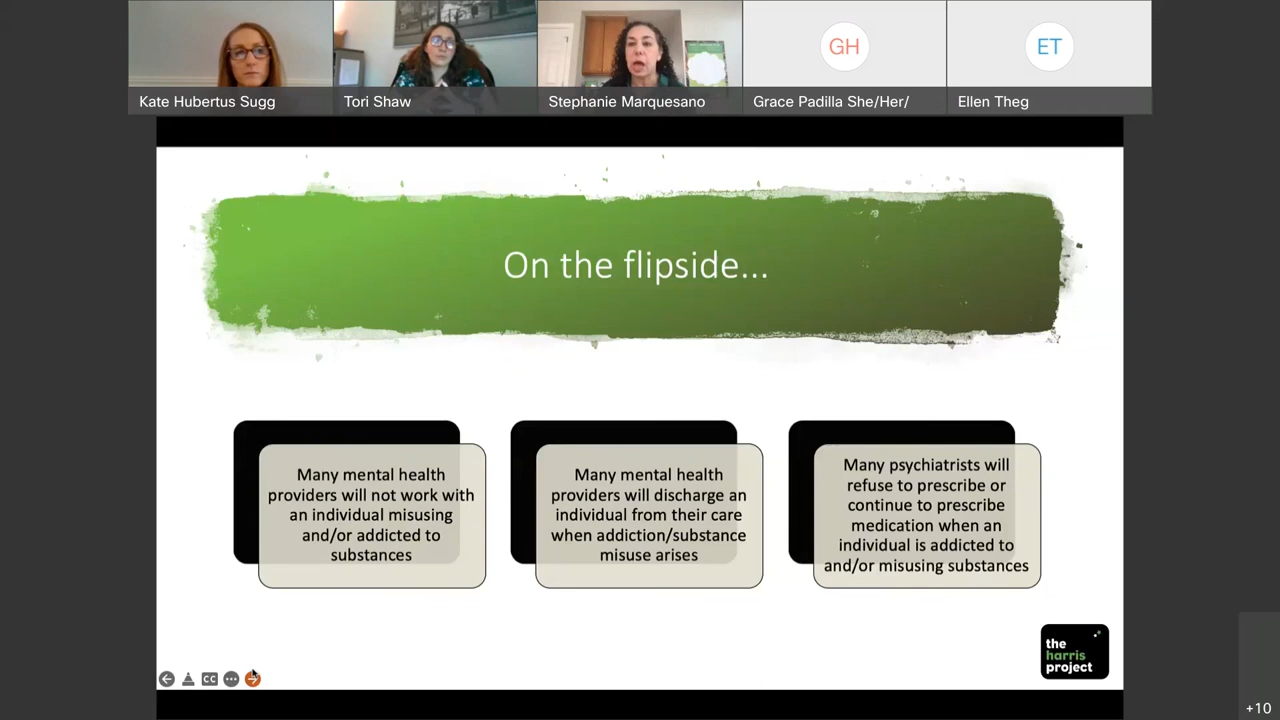 GH
ET
Kate Hubertus Sugg
Tori Shaw
Stephanie Marquesano
Grace Padilla She/Her/
Ellen Theg
On the flipside...
Many mental health
providers will not work with
an individual misusing
and/or addicted to
substances
Many mental health
providers will discharge an
individual from their care
when addiction/substance
misuse arises
Many psychiatrists will
refuse to prescribe or
continue to prescribe
medication when an
individual is addicted to
and/or misusing substances
the
harris
project
CC
+10